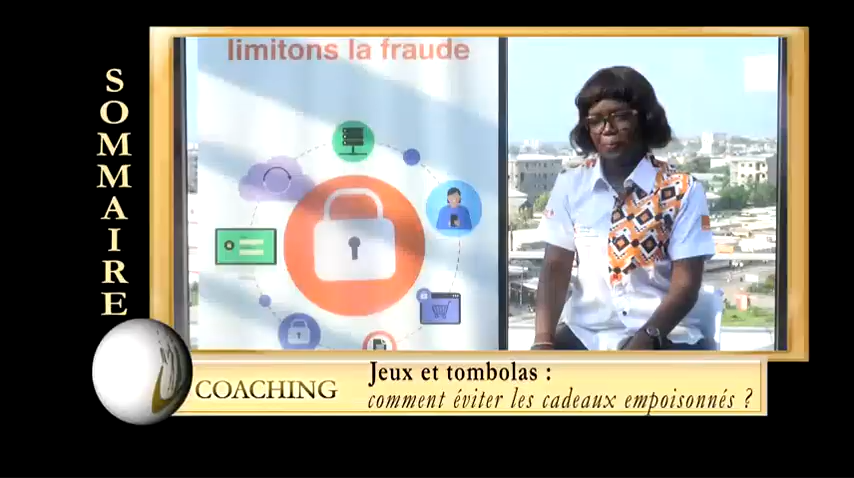 limitons la fraude
SOMMAIRE
COACHING
Jeux et tombolas :
comment éviter les cadeaux empoisonnés ?